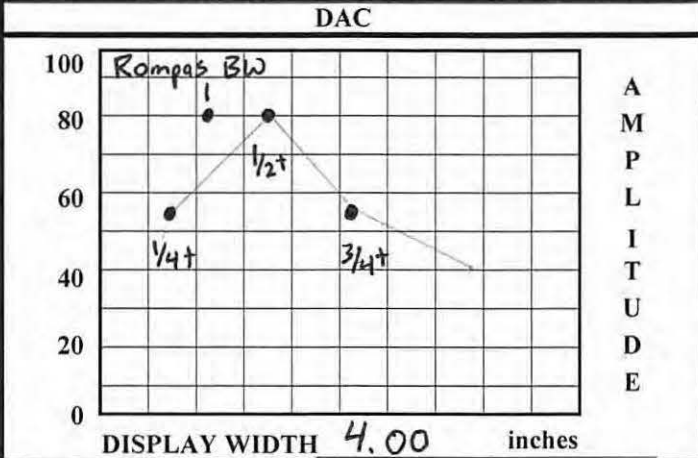 DAC
100
80
60
40
20
0
Rompas BW
1
1/2t
1/4t
3/4t
A
M
P
L
I
T
U
D
E
DISPLAY WIDTH 4.00 inches